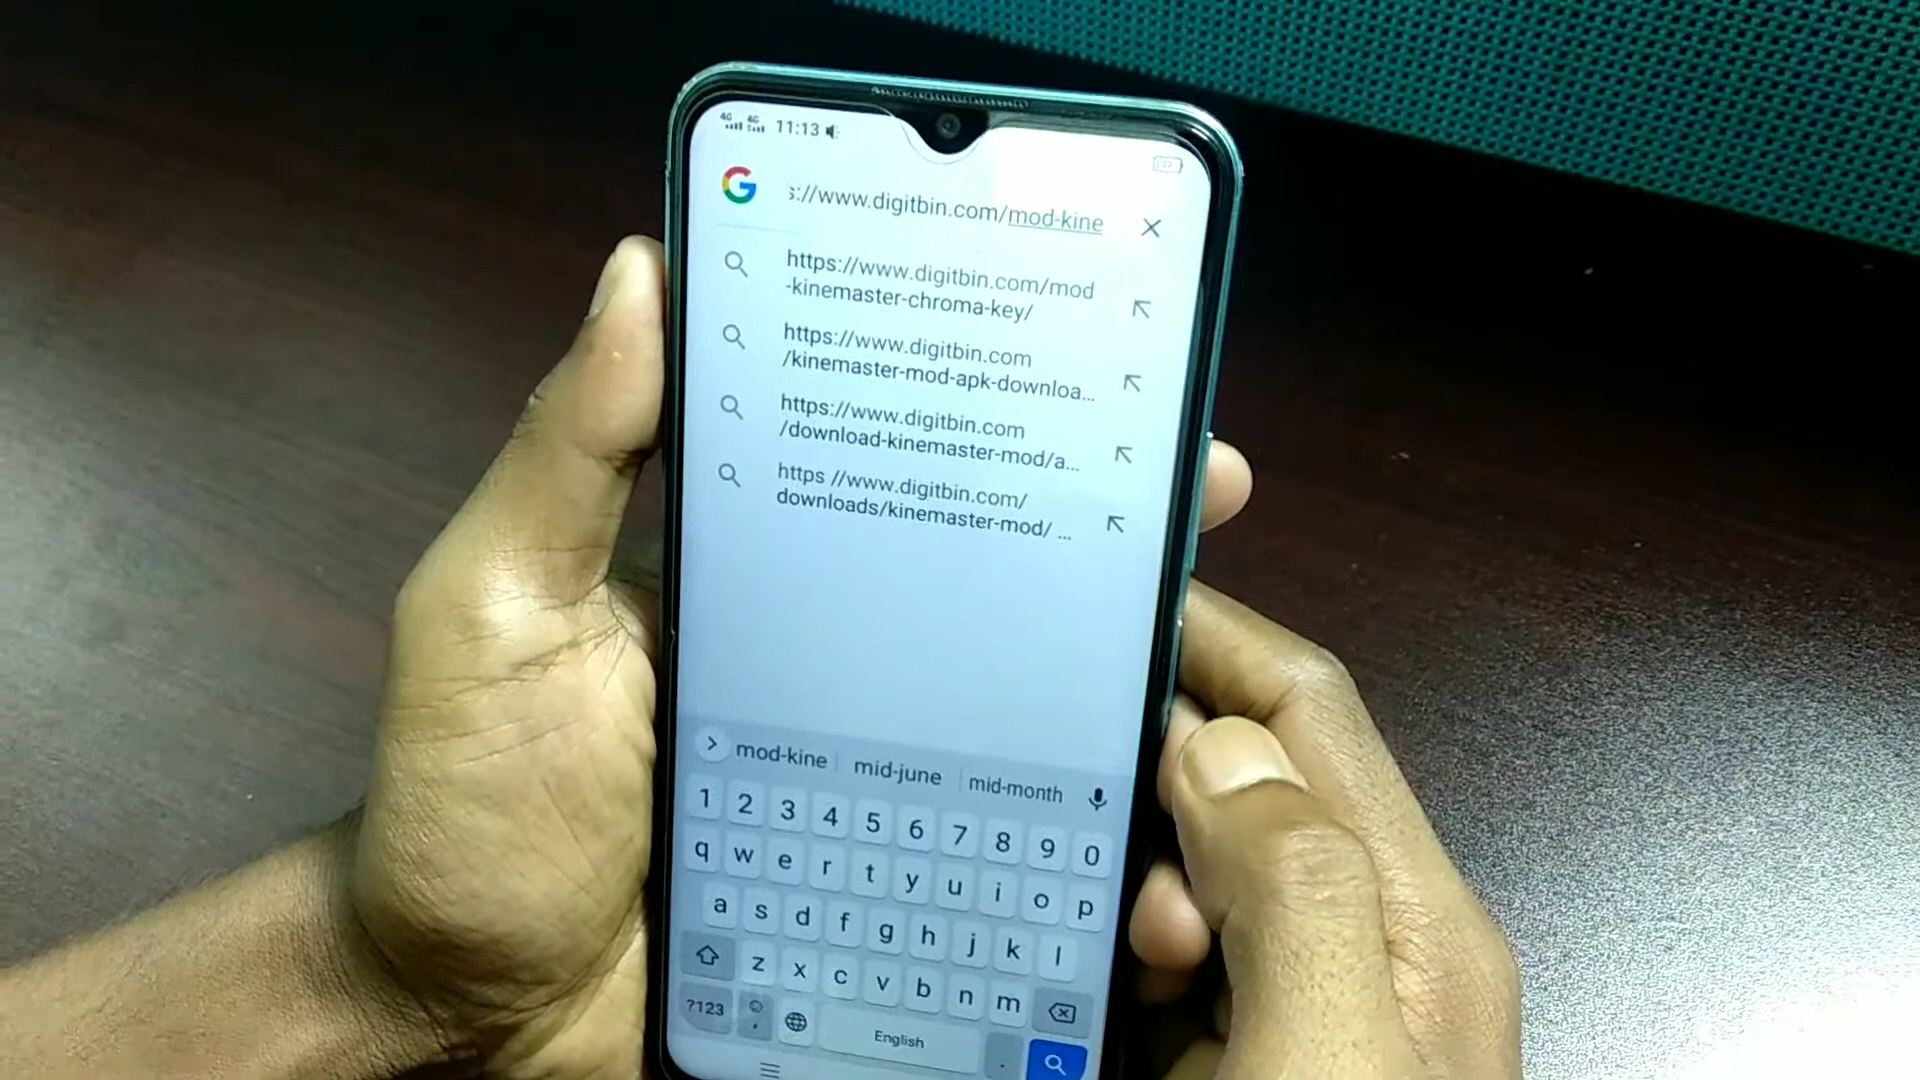 4G 4G 11:13
s://www.digitbin.com/mod-kine
https://www.digitbin.com/mod
-kinemaster-chroma-key/
https://www.digitbin.com
/kinemaster-mod-apk-downloa...
https://www.digitbin.com
/download-kinemaster-mod/a...
https //www.digitbin.com/
downloads/kinemaster-mod/ ...
mod-kine mid-june mid-month
1 2 3 4 5 6 7 8 9 0
q w e r t y u i o p
a s d f g h j k l
z x c v b n m
?123 , English .